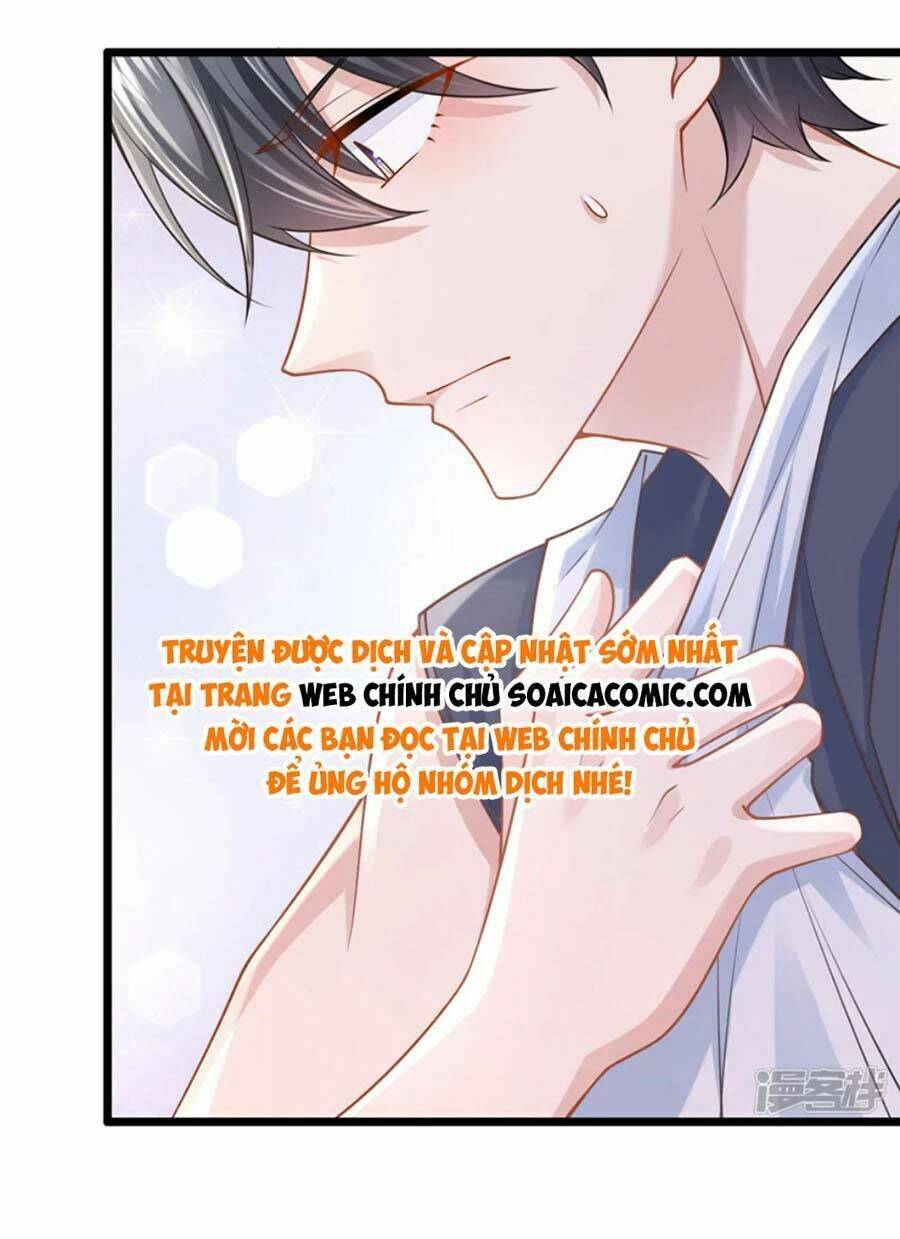 TRUYỆN ĐƯỢC DỊCH VÀ CẬP NHẬT SỚM NHẤT
TẠI TRANG WEB CHÍNH CHỦ SOAICACOMIC.COM
MỜI CÁC BẠN ĐỌC TẠI WEB CHÍNH CHỦ
ĐỂ ỦNG HỘ NHÓM DỊCH NHÉ!
漫客栈